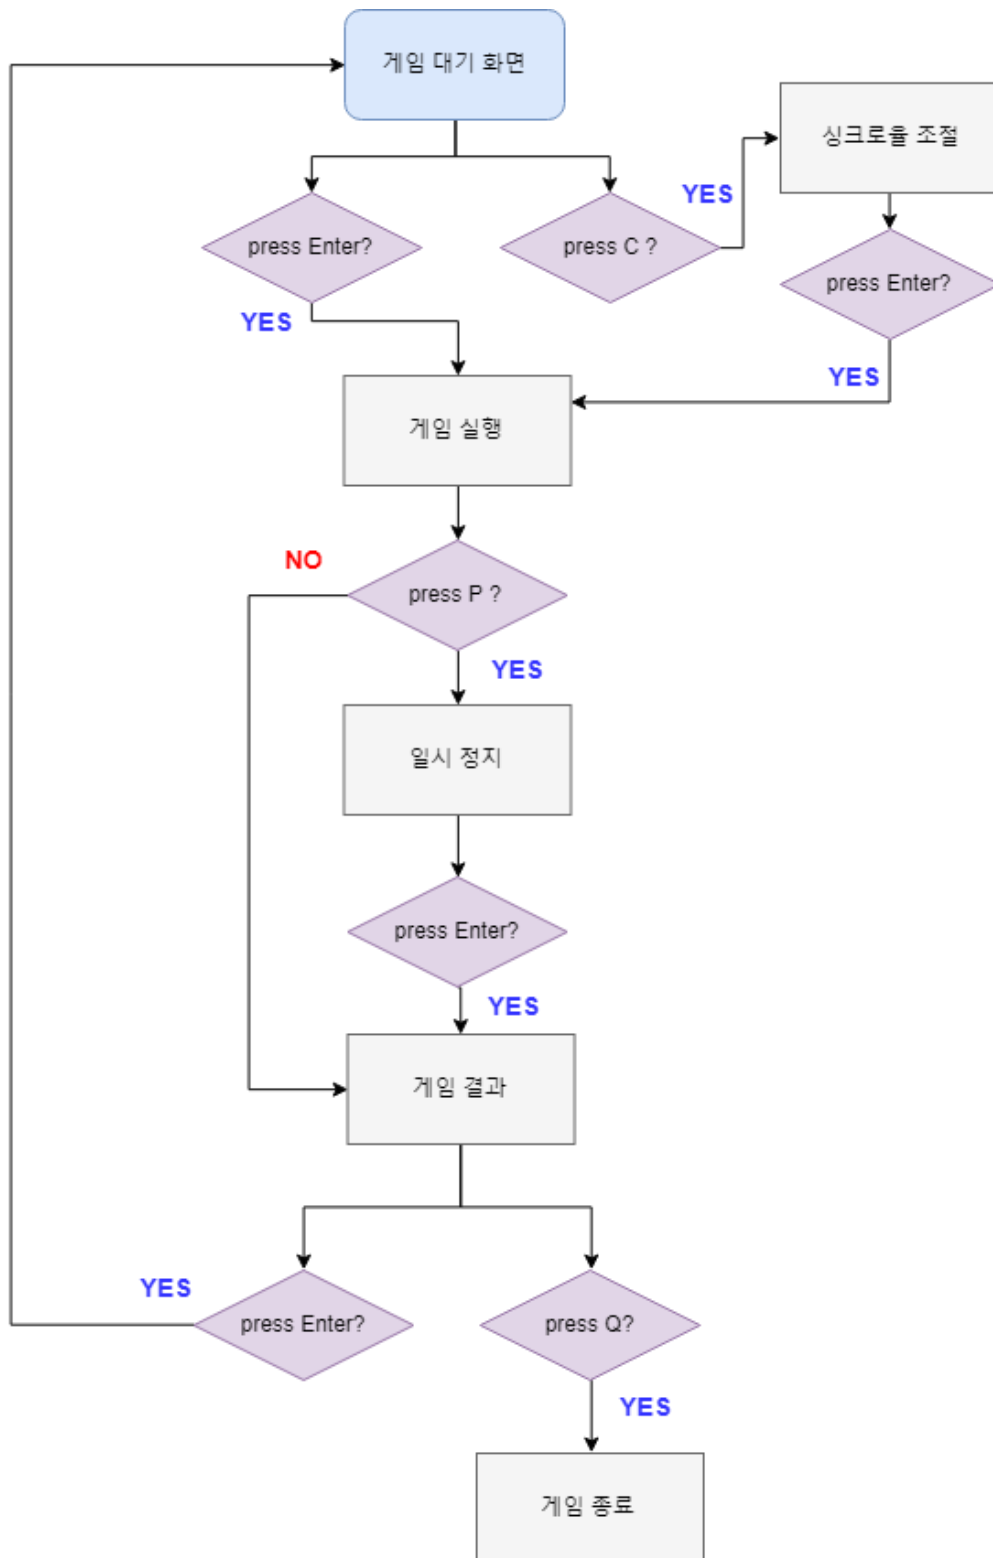 게임 대기 화면
싱크로율 조절
YES
press Enter?
press C ?
press Enter?
YES
YES
게임 실행
NO
press P ?
YES
일시 정지
press Enter?
YES
게임 결과
YES
press Enter?
press Q?
YES
게임 종료